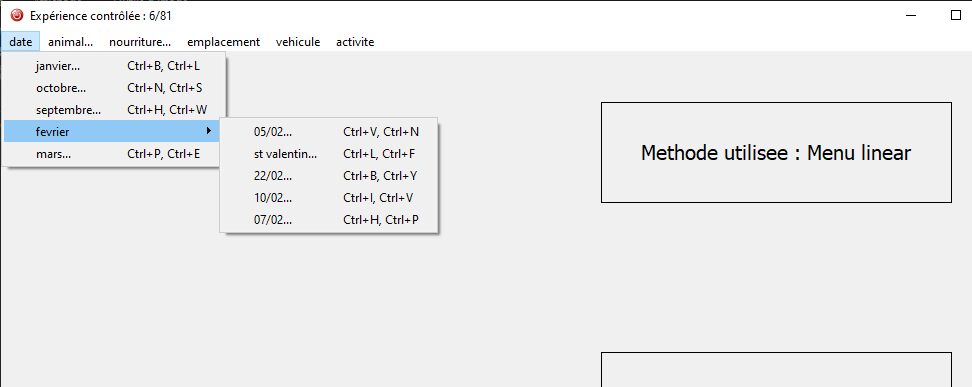 Expérience contrôlée : 6/81
date animal... nourriture... emplacement vehicule activite
janvier... Ctrl+B, Ctrl+L
octobre... Ctrl+N, Ctrl+S
septembre... Ctrl+H, Ctrl+W
fevrier
mars... Ctrl+P, Ctrl+E
05/02... Ctrl+V, Ctrl+N
st valentin... Ctrl+L, Ctrl+F
22/02... Ctrl+B, Ctrl+Y
10/02... Ctrl+I, Ctrl+V
07/02... Ctrl+H, Ctrl+P
Methode utilisee : Menu linear